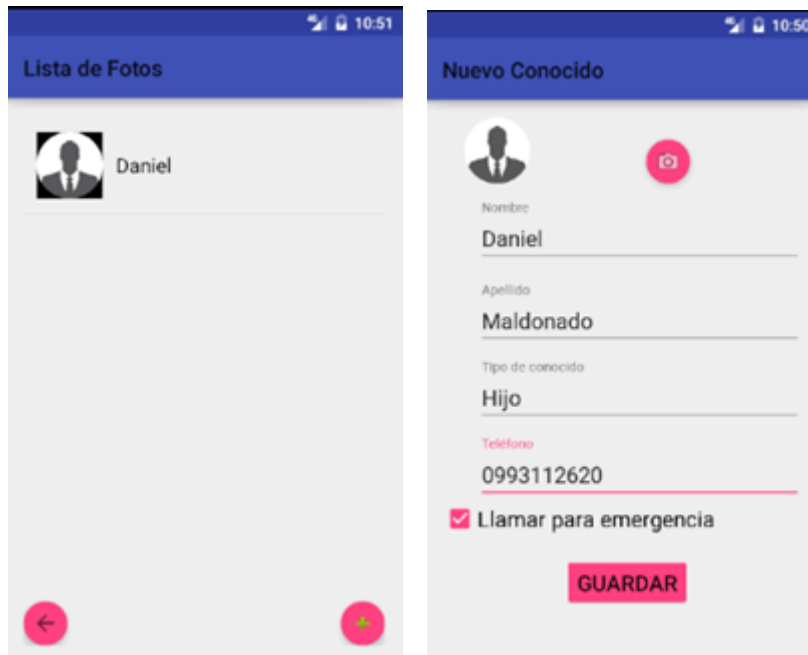 10:51
Lista de Fotos
Daniel
10:50
Nuevo Conocido
Nombre
Daniel
Apellido
Maldonado
Tipo de conocido
Hijo
Teléfono
0993112620
Llamar para emergencia
GUARDAR